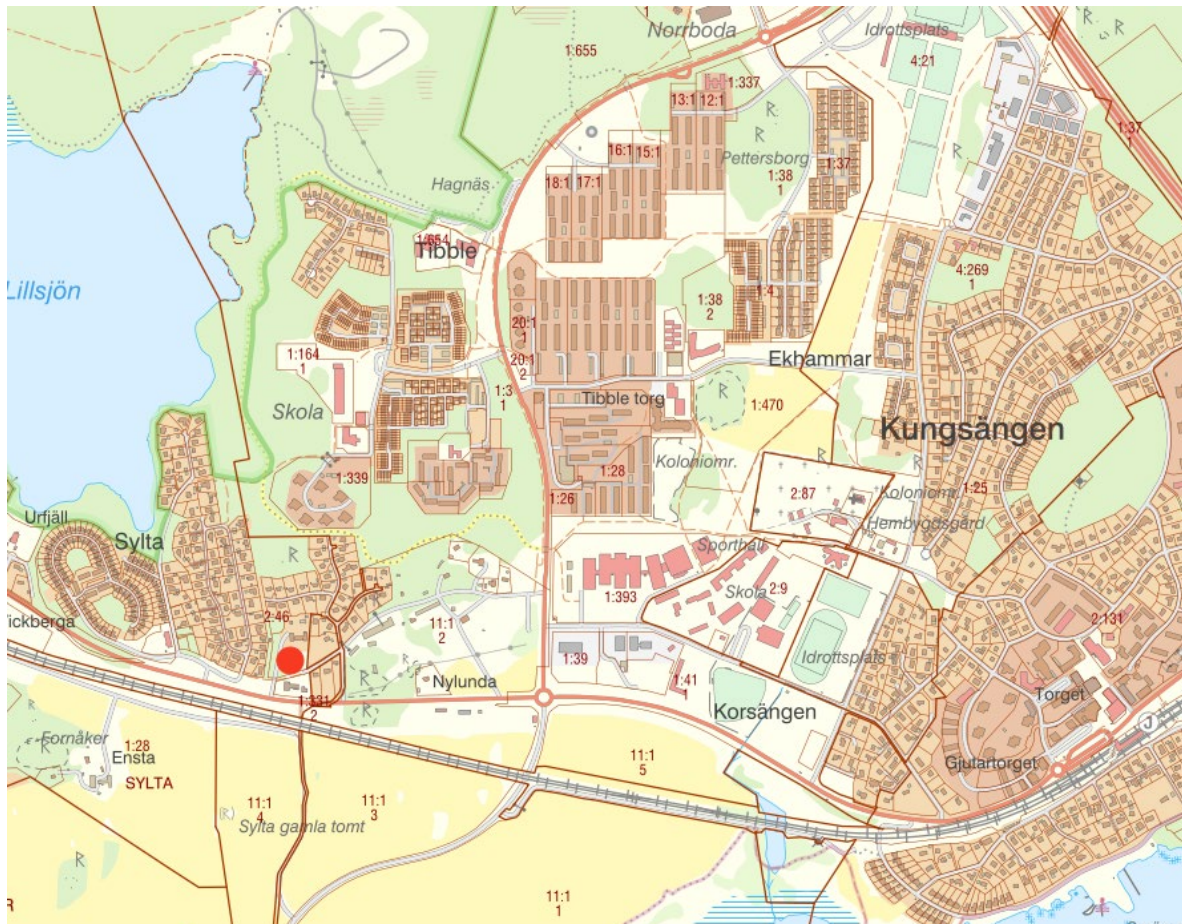 Norrboda
Idrottsplats
1:655
4:21
1:337
13:1
12:1
1:37
1
R
R
16:1
15:1
R
Pettersborg
1:37
Hagnäs
18:1
17:1
1:38
1
Tibble
Lillsjön
4:269
1
1:38
2
1:4
20:1
1
1:164
1
Ekhammar
20:1
2
1:3
1
Tibble torg
Skola
1:470
Kungsängen
Koloniomr.
1:339
1:28
R
1:26
2:87
Koloniomr.
1:25
Urfjäll
Hembygdsgård
Sylta
Sporthall
R
Skola
2:9
1:393
2:46
2:131
11:1
2
1:39
Idrottsplats
R
1:41
1
Nylunda
Torget
1:331
2
Korsängen
J
Fornåker
1:28
Ensta
Gjutartorget
11:1
5
SYLTA
11:1
4
11:1
3
R
Sylta gamla tomt
R
11:1
1
R